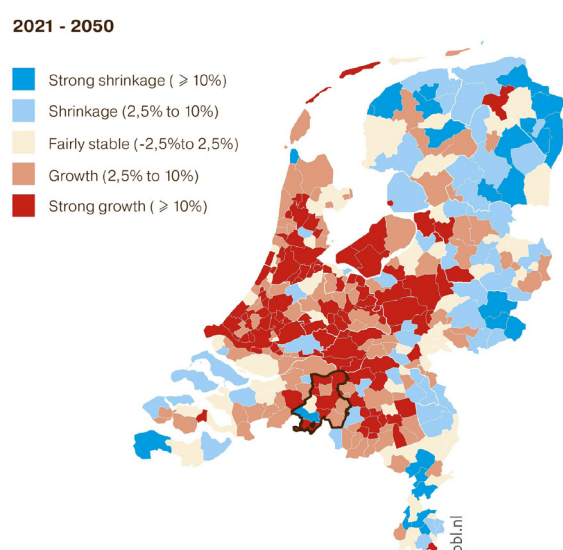 2021 - 2050
Strong shrinkage (⩾ 10%)
Shrinkage (2,5% to 10%)
Fairly stable (-2,5%to 2,5%)
Growth (2,5% to 10%)
Strong growth (⩾ 10%)
pbl.nl